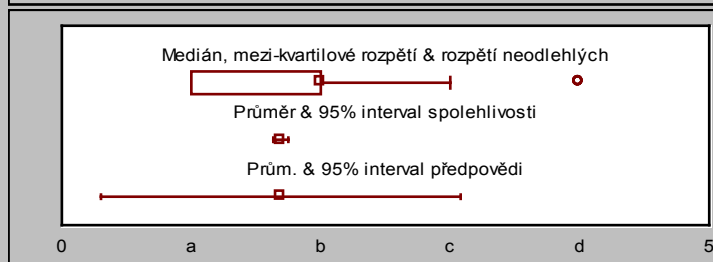 Medián, mezi-kvartilové rozpětí & rozpětí neodlehlých
Průměr & 95% interval spolehlivosti
Prům. & 95% interval předpovědi
0 a b c d 5